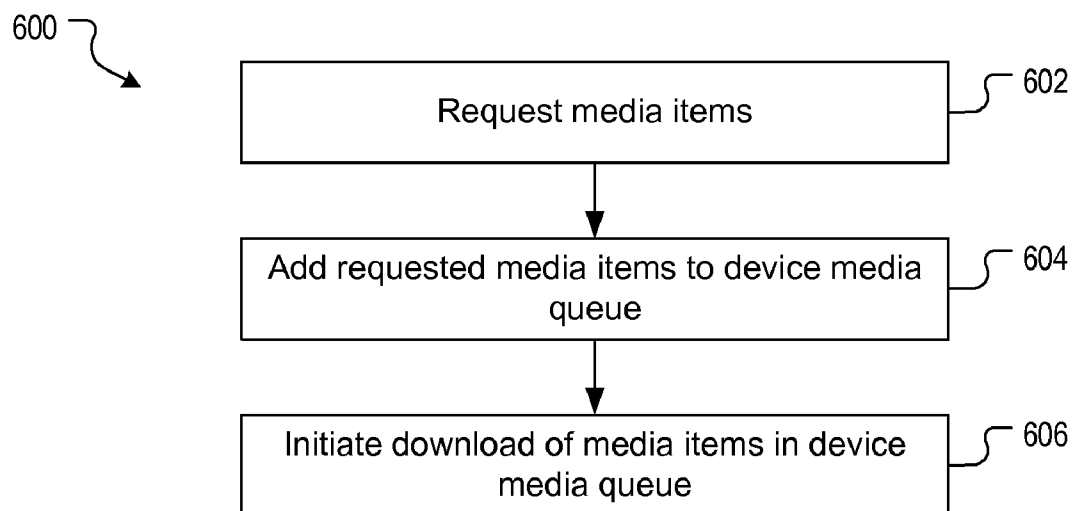 600
Request media items
602
Add requested media items to device media
queue
604
Initiate download of media items in device
media queue
606